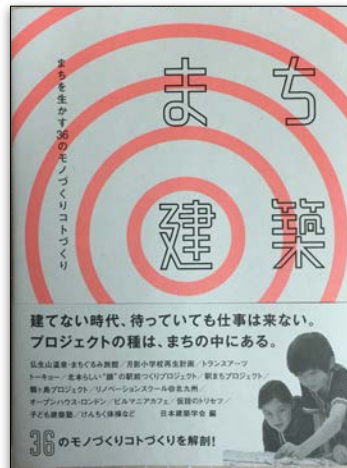 まち
建築
まちを生かす36のモノづくりコトづくり
建てない時代、待っていても仕事は来ない。
プロジェクトの種は、まちの中にある。
弘生山温泉・まちぐるみ旅館／月影小学校再生計画／トランスアーツ
トーキョー／北本らしい“顔”の駅前つくりプロジェクト／駅まちプロジェクト／
鶴ヶ島プロジェクト／リノベーションスクール@北九州／
オープンハウス・ロンドン／ビルマニアカフェ／仮設のトリセツ／
子ども建築塾／けんちく体操など　日本建築学会 編
36のモノづくりコトづくりを解剖！